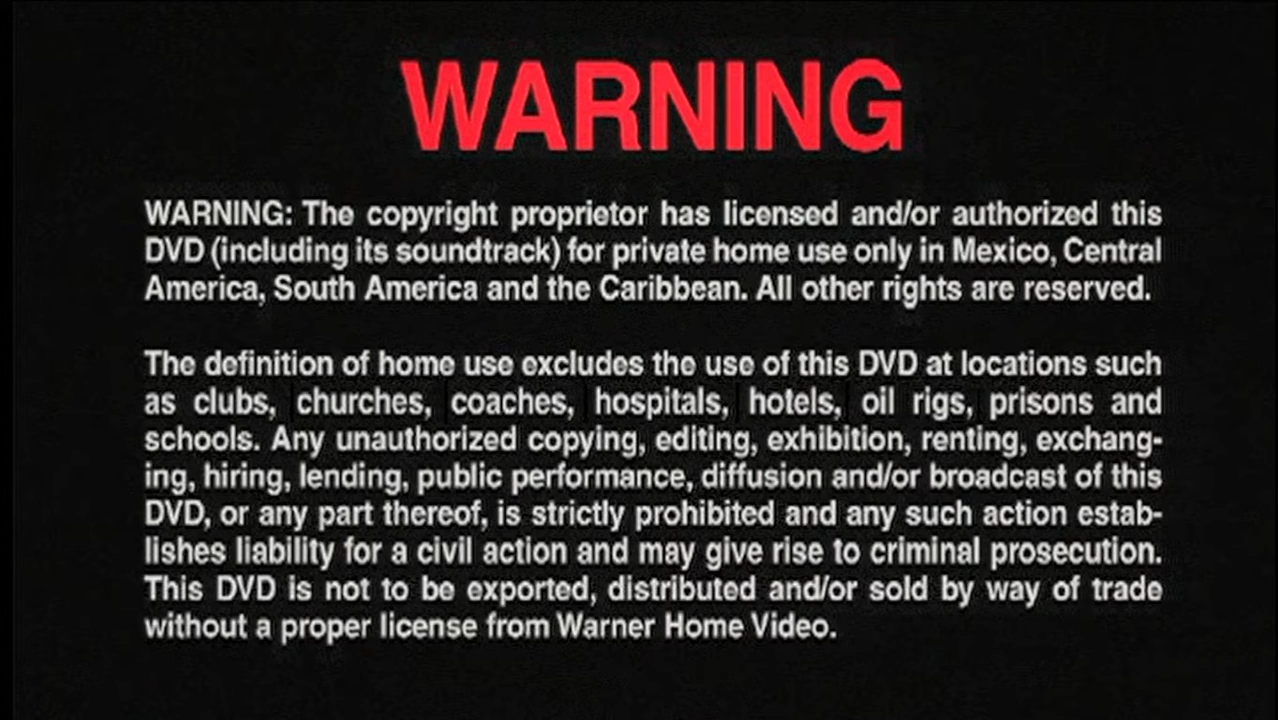 WARNING
WARNING: The copyright proprietor has licensed and/or authorized this
DVD (including its soundtrack) for private home use only in Mexico, Central
America, South America and the Caribbean. All other rights are reserved.
The definition of home use excludes the use of this DVD at locations such
as clubs, churches, coaches, hospitals, hotels, oil rigs, prisons and
schools. Any unauthorized copying, editing, exhibition, renting, exchang-
ing, hiring, lending, public performance, diffusion and/or broadcast of this
DVD, or any part thereof, is strictly prohibited and any such action estab-
lishes liability for a civil action and may give rise to criminal prosecution.
This DVD is not to be exported, distributed and/or sold by way of trade
without a proper license from Warner Home Video.